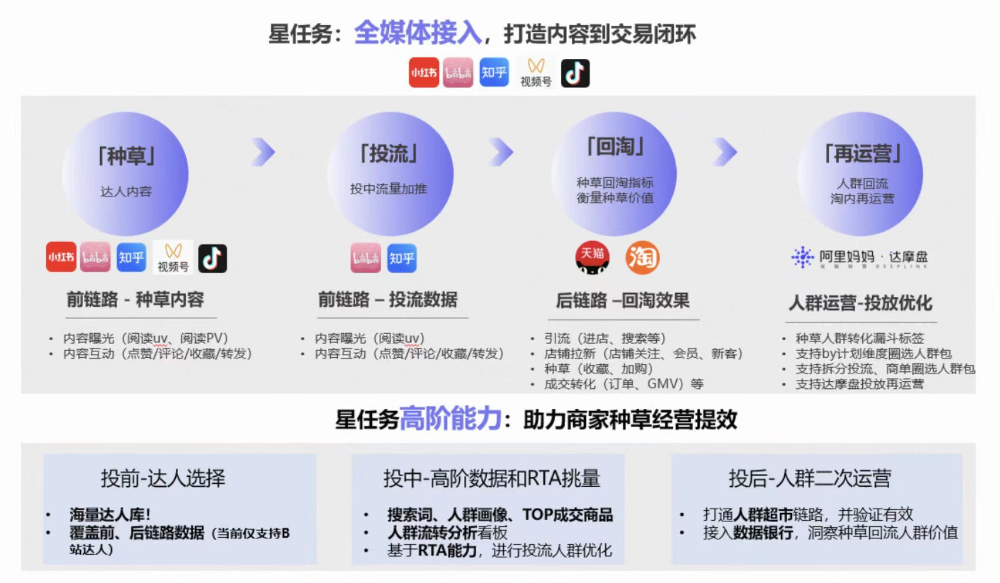 星任务：全媒体接入，打造内容到交易闭环
小红书 bilibili 知乎 视频号
「种草」
达人内容
「投流」
投中流量加推
「回淘」
种草回淘指标
衡量种草价值
「再运营」
人群回流
淘内再运营
小红书 bilibili 知乎 视频号
bilibili 知乎
天猫 淘
阿里妈妈·达摩盘
DEEPLINK
前链路 - 种草内容
• 内容曝光（阅读uv、阅读PV）
• 内容互动（点赞/评论/收藏/转发）
前链路 – 投流数据
• 内容曝光（阅读uv）
• 内容互动（点赞/评论/收藏/转发）
后链路 –回淘效果
• 引流（进店、搜索等）
• 店铺拉新（店铺关注、会员、新客）
• 种草（收藏、加购）
• 成交转化（订单、GMV）等
人群运营-投放优化
• 种草人群转化漏斗标签
• 支持by计划维度圈选人群包
• 支持拆分投流、商单圈选人群包
• 支持达摩盘投放再运营
星任务高阶能力：助力商家种草经营提效
投前-达人选择
• 海量达人库！
• 覆盖前、后链路数据（当前仅支持B
站达人）
投中-高阶数据和RTA挑量
• 搜索词、人群画像、TOP成交商品
• 人群流转分析看板
• 基于RTA能力，进行投流人群优化
投后-人群二次运营
• 打通人群超市链路，并验证有效
• 接入数据银行，洞察种草回流人群价值